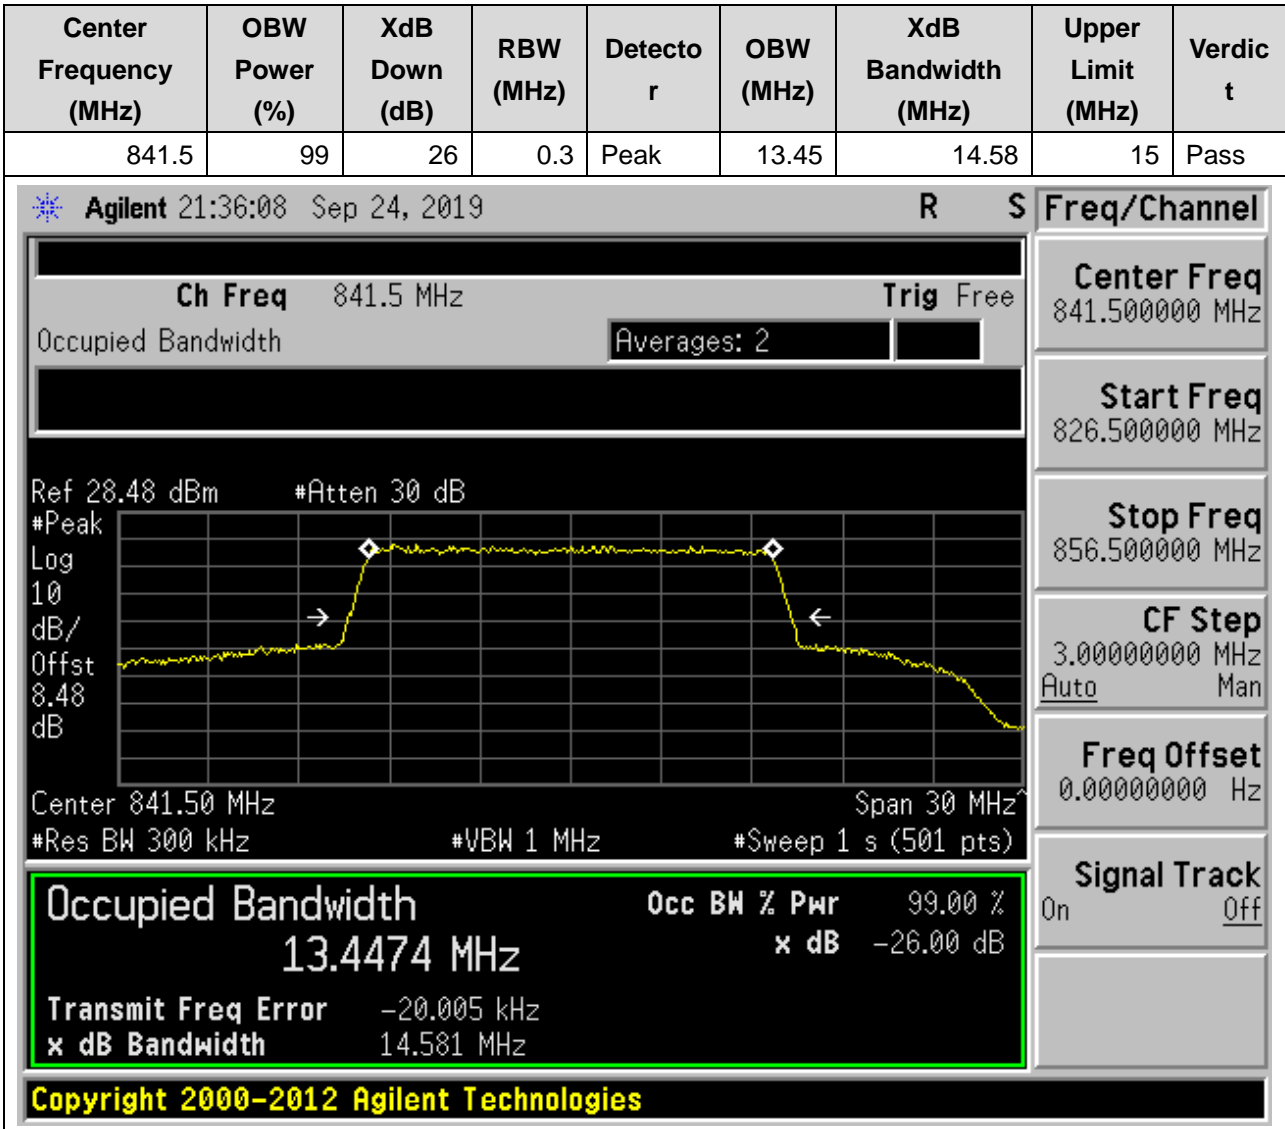 Center Frequency (MHz) OBW Power (%) XdB Down (dB) RBW (MHz) Detecto r OBW (MHz) XdB Bandwidth (MHz) Upper Limit (MHz) Verdic t
841.5 99 26 0.3 Peak 13.45 14.58 15 Pass
Agilent 21:36:08 Sep 24, 2019 R S Freq/Channel
Ch Freq 841.5 MHz Trig Free
Occupied Bandwidth Averages: 2
Center Freq
841.500000 MHz
Start Freq
826.500000 MHz
Stop Freq
856.500000 MHz
CF Step
3.00000000 MHz
Auto Man
Freq Offset
0.00000000 Hz
Signal Track
On Off
Ref 28.48 dBm #Atten 30 dB
#Peak
Log
10
dB/
Offst
8.48
dB
Center 841.50 MHz Span 30 MHz^
#Res BW 300 kHz #VBW 1 MHz #Sweep 1 s (501 pts)
Occupied Bandwidth Occ BW % Pwr 99.00 %
13.4474 MHz x dB -26.00 dB
Transmit Freq Error -20.005 kHz
x dB Bandwidth 14.581 MHz
Copyright 2000-2012 Agilent Technologies